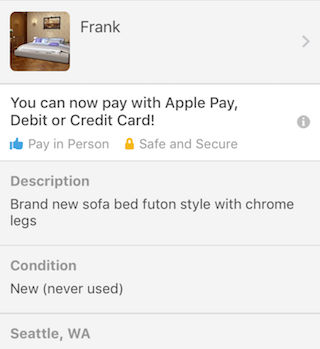 Frank
You can now pay with Apple Pay,
Debit or Credit Card!
Pay in Person Safe and Secure
Description
Brand new sofa bed futon style with chrome
legs
Condition
New (never used)
Seattle, WA